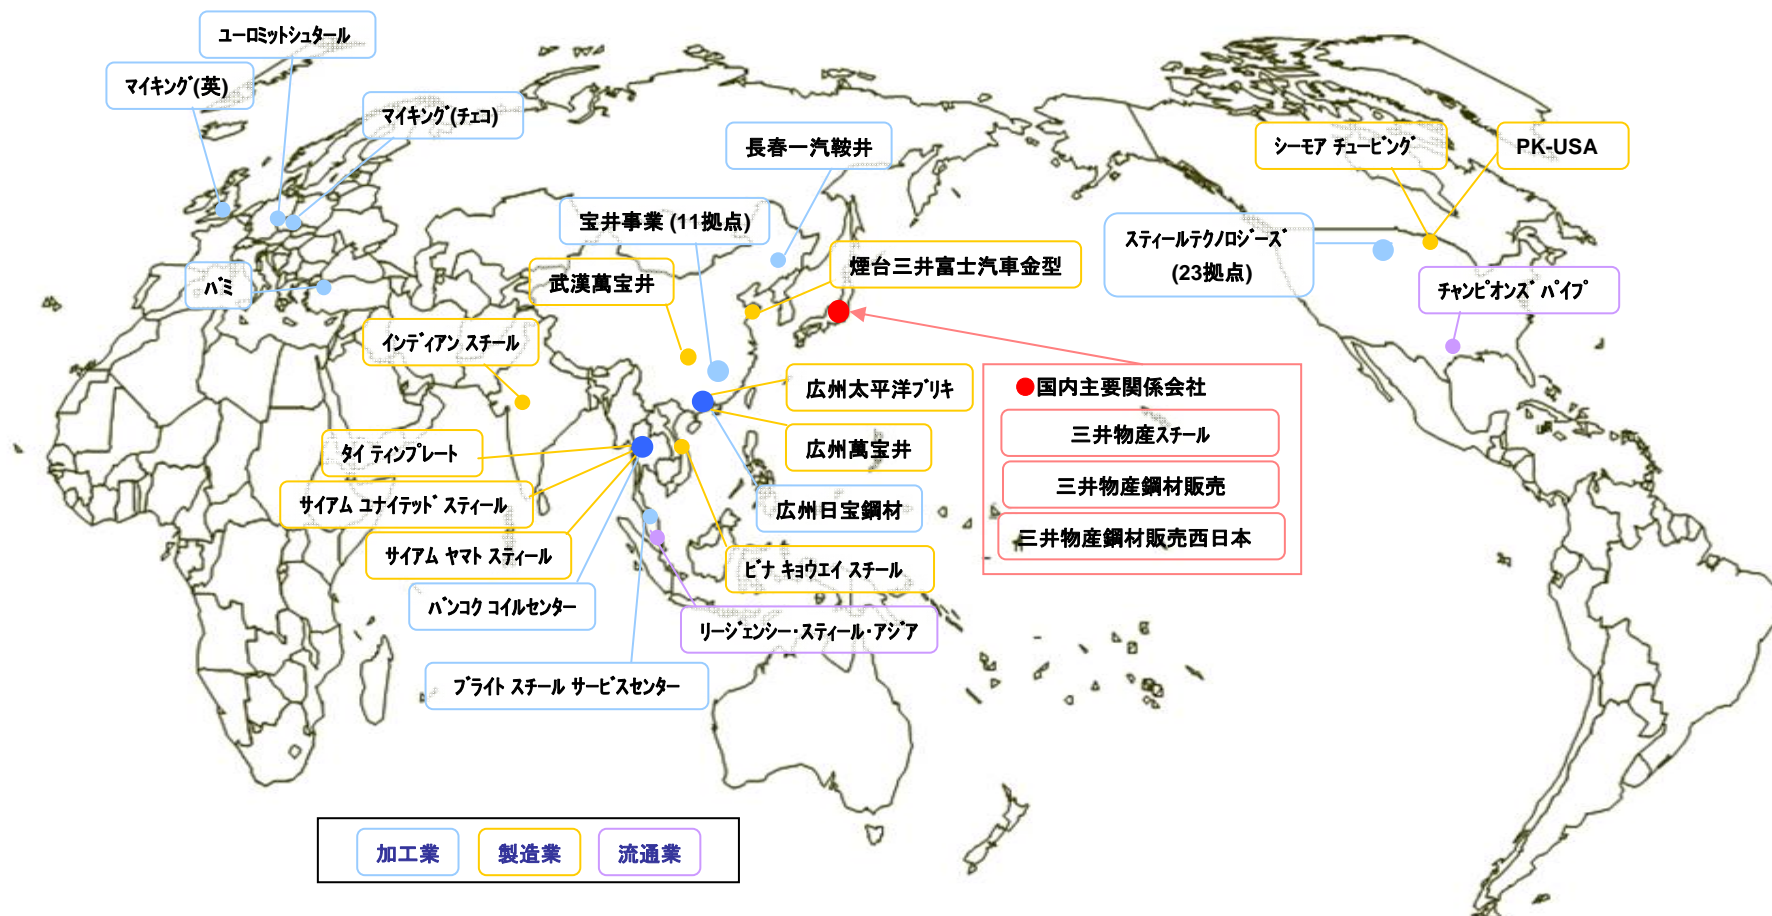 ユーロミットシュタール
マイキング(英)
マイキング(チェコ)
長春一汽鞍井
シーモア チュービング
PK-USA
宝井事業 (11拠点)
スティールテクノロジーズ
(23拠点)
煙台三井富士汽車金型
武漢萬宝井
バミ
チャンピオンズ パイプ
インディアン スチール
広州太平洋ブリキ
国内主要関係会社
三井物産スチール
広州萬宝井
タイ ティンプレート
三井物産鋼材販売
サイアム ユナイテッド スティール
広州日宝鋼材
三井物産鋼材販売西日本
サイアム ヤマト スティール
ビナ キョウエイ スチール
バンコク コイルセンター
リージェンシー・スティール・アジア
ブライト スチール サービスセンター
加工業
製造業
流通業